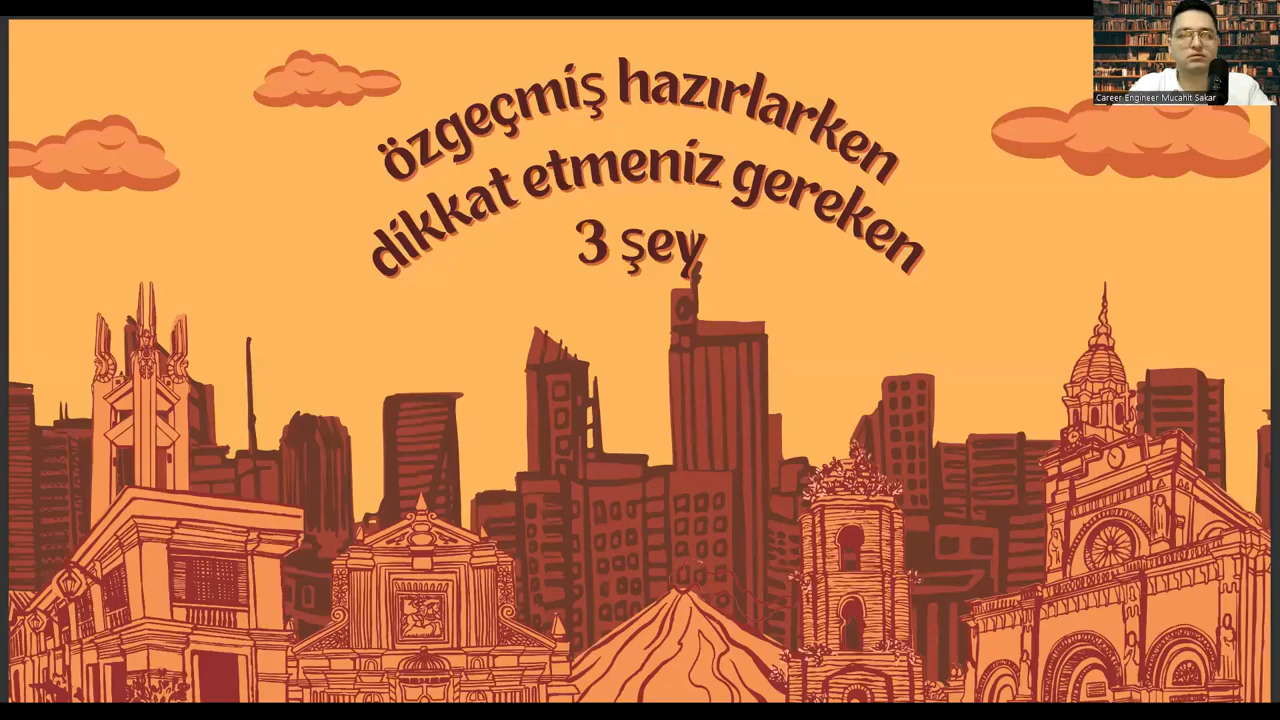 özgeçmiş hazırlarken
dikkat etmeniz gereken
3 şey
Career Engineer Mucahit Sakar